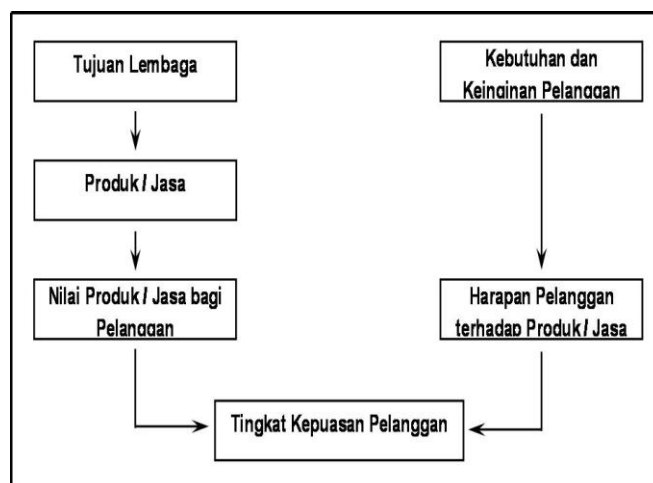 Tujuan Lembaga
Kebutuhan dan
Keinginan Pelanggan
Produk / Jasa
Nilai Produk / Jasa bagi
Pelanggan
Harapan Pelanggan
terhadap Produk / Jasa
Tingkat Kepuasan Pelanggan